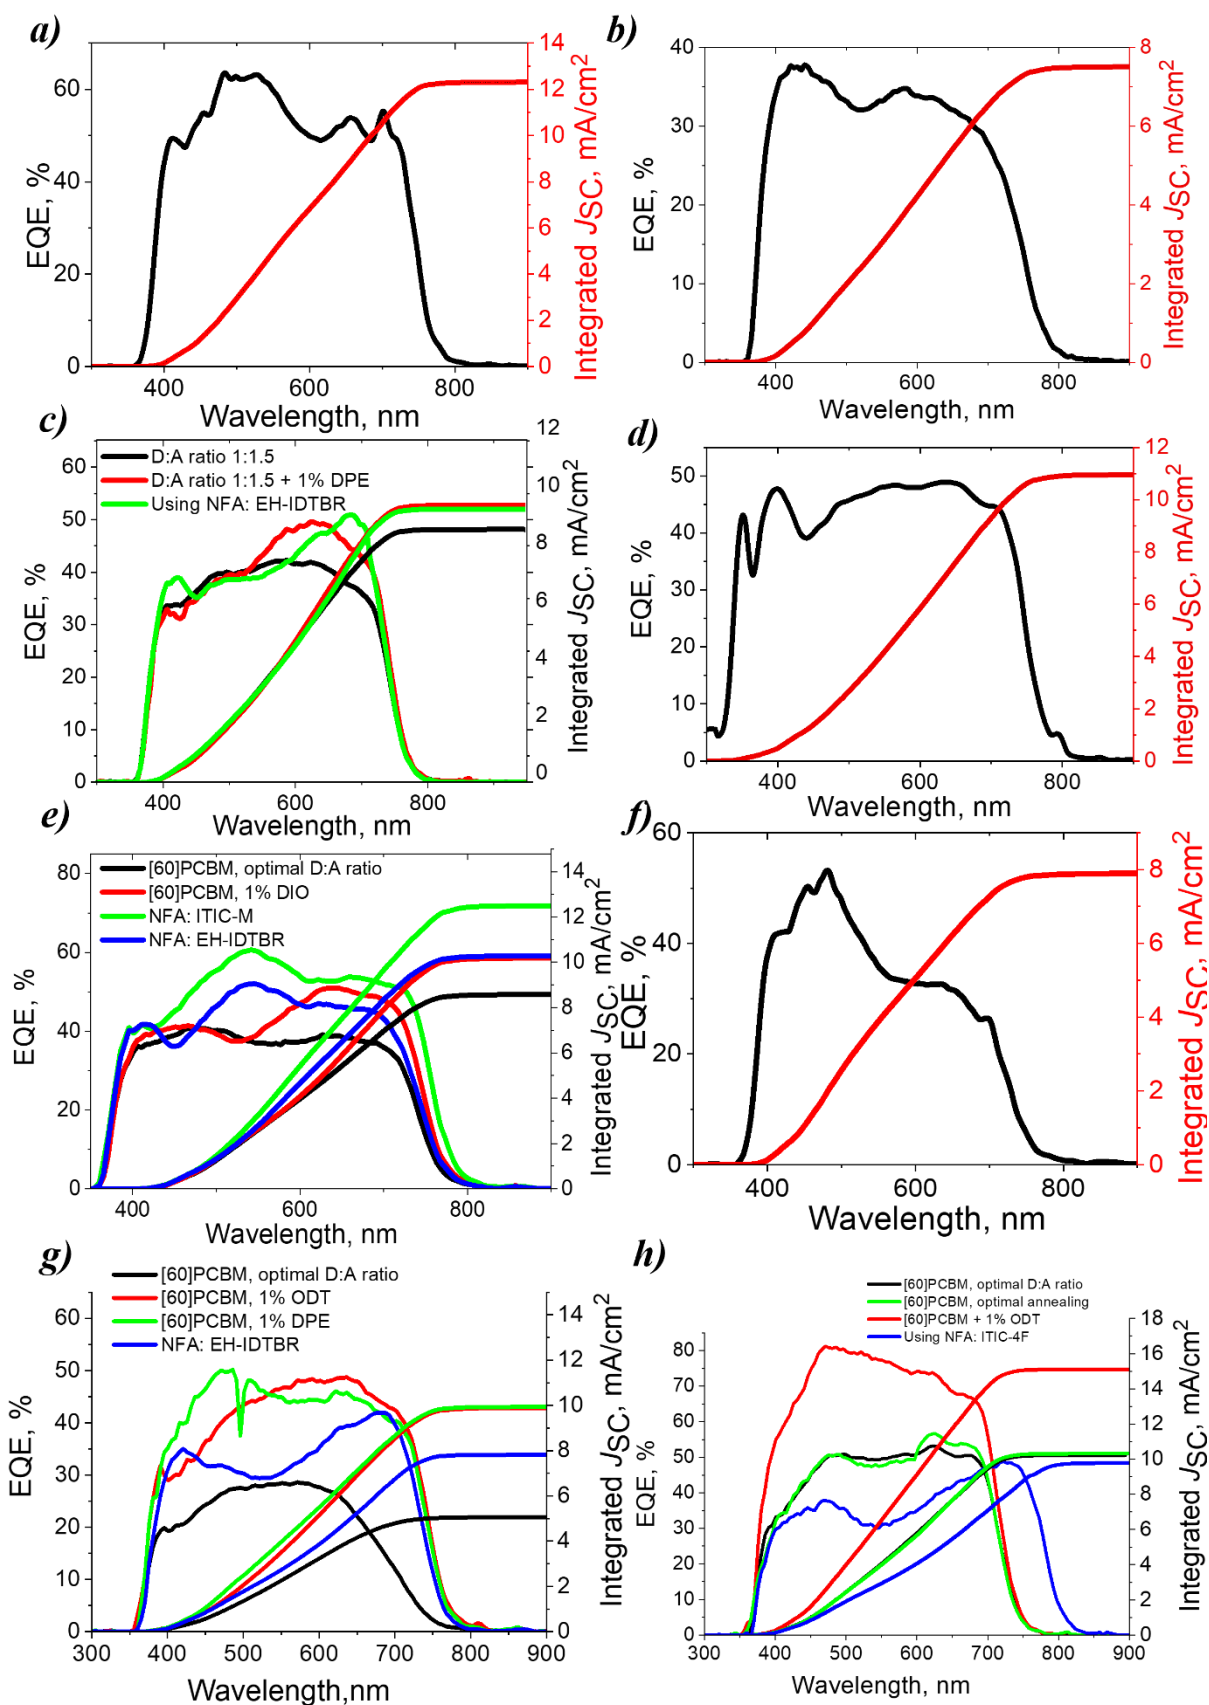 a)
EQE, %
60
40
20
0
400
600
800
Wavelength, nm
14
12
10
8
6
4
2
0
Integrated JSC, mA/cm2
b)
EQE, %
40
30
20
10
0
400
600
800
Wavelength, nm
8
6
4
2
0
Integrated JSC, mA/cm2
c)
D:A ratio 1:1.5
D:A ratio 1:1.5 + 1% DPE
Using NFA: EH-IDTBR
EQE, %
60
50
40
30
20
10
0
400
600
800
Wavelength, nm
12
10
8
6
4
2
0
Integrated JSC, mA/cm2
d)
EQE, %
50
40
30
20
10
0
400
600
800
Wavelength, nm
12
10
8
6
4
2
0
Integrated JSC, mA/cm2
e)
[60]PCBM, optimal D:A ratio
[60]PCBM, 1% DIO
NFA: ITIC-M
NFA: EH-IDTBR
EQE, %
80
60
40
20
0
400
600
800
Wavelength, nm
14
12
10
8
6
4
2
0
Integrated JSC, mA/cm2
f)
EQE, %
60
50
40
30
20
10
0
400
600
800
Wavelength, nm
8
6
4
2
0
Integrated JSC, mA/cm2
g)
[60]PCBM, optimal D:A ratio
[60]PCBM, 1% ODT
[60]PCBM, 1% DPE
NFA: EH-IDTBR
EQE, %
60
50
40
30
20
10
0
300
400
500
600
700
800
900
Wavelength,nm
14
12
10
8
6
4
2
0
Integrated JSC, mA/cm2
h)
[60]PCBM, optimal D:A ratio
[60]PCBM, optimal annealing
[60]PCBM + 1% ODT
Using NFA: ITIC-4F
EQE, %
80
70
60
50
40
30
20
10
0
300
400
500
600
700
800
900
Wavelength, nm
18
16
14
12
10
8
6
4
2
0
Integrated JSC, mA/cm2